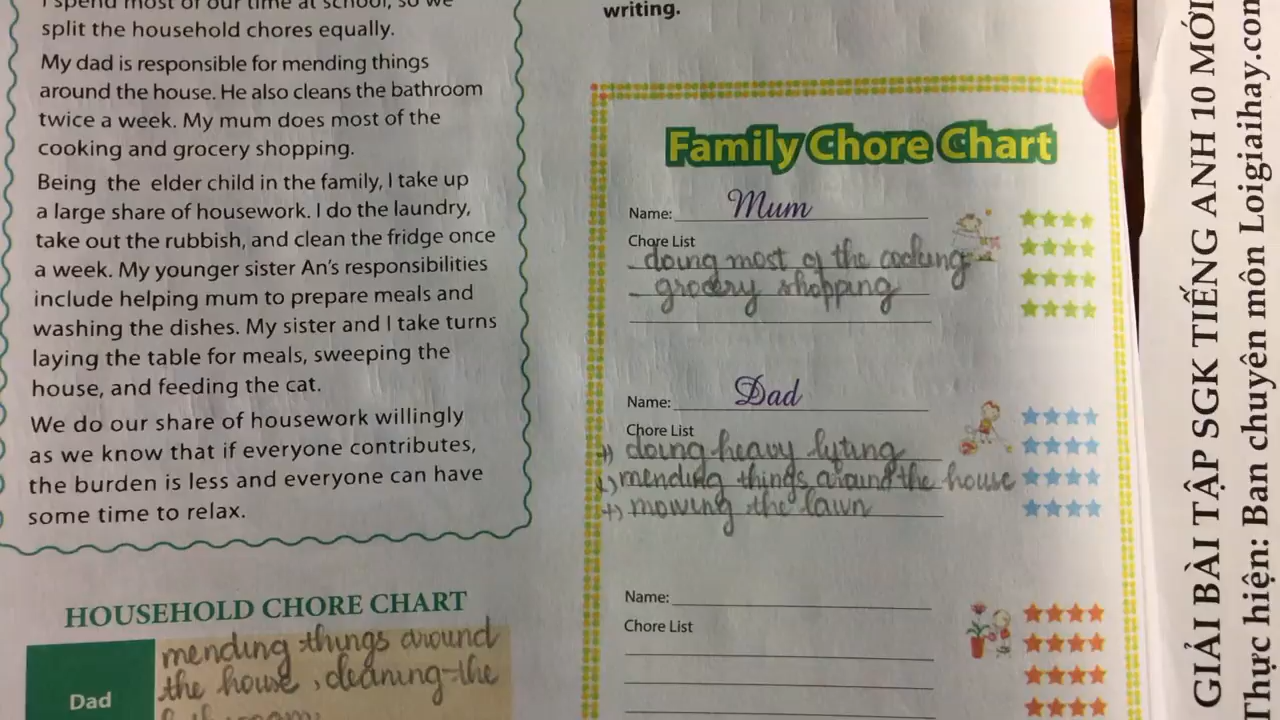 I spend most of our time at school, so we
split the household chores equally.
My dad is responsible for mending things
around the house. He also cleans the bathroom
twice a week. My mum does most of the
cooking and grocery shopping.
Being the elder child in the family, I take up
a large share of housework. I do the laundry,
take out the rubbish, and clean the fridge once
a week. My younger sister An's responsibilities
include helping mum to prepare meals and
washing the dishes. My sister and I take turns
laying the table for meals, sweeping the
house, and feeding the cat.
We do our share of housework willingly
as we know that if everyone contributes,
the burden is less and everyone can have
some time to relax.
HOUSEHOLD CHORE CHART
Dad
mending things around
the house, cleaning the
bathroom.
writing.
Family Chore Chart
Name: Mum
Chore List
- doing most of the cooking
- grocery shopping
Name: Dad
Chore List
+) doing heavy lyting
+) mending things around the house
+) mowing the lawn
Name:
Chore List
GIẢI BÀI TẬP SGK TIẾNG ANH 10 MỚI
Thực hiện: Ban chuyên môn Loigiaihay.com